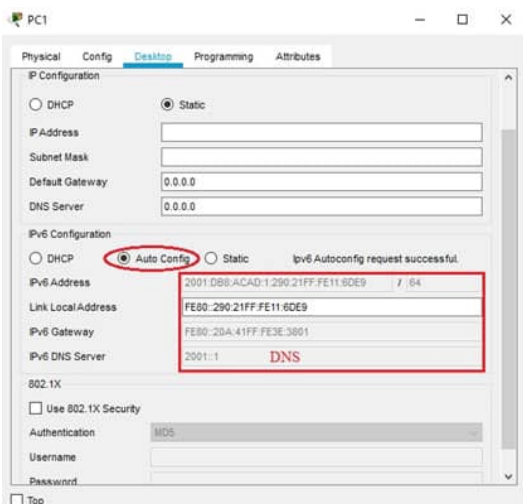 PC1
Physical Config Desktop Programming Attributes
IP Configuration
DHCP Static
IP Address
Subnet Mask
Default Gateway 0.0.0.0
DNS Server 0.0.0.0
IPv6 Configuration
DHCP Auto Config Static Ipv6 Autoconfig request successful.
IPv6 Address 2001:DB8:ACAD:1:290:21FF:FE11:6DE9 / 64
Link Local Address FE80::290:21FF:FE11:6DE9
IPv6 Gateway FE80::20A:41FF:FE3E:3801
IPv6 DNS Server 2001::1 DNS
802.1X
Use 802.1X Security
Authentication MD5
Username
Password
Top